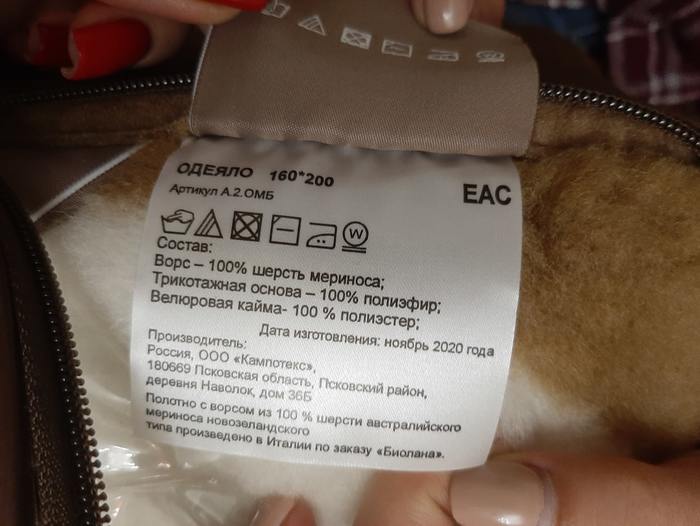 ОДЕЯЛО 160*200
Артикул А.2.ОМБ
EAC
W
Состав:
Ворс – 100% шерсть мериноса;
Трикотажная основа – 100% полиэфир;
Велюровая кайма- 100 % полиэстер;
Дата изготовления: ноябрь 2020 года
Производитель:
Россия, ООО «Кампотекс»,
180669 Псковская область, Псковский район,
деревня Наволок, дом 36Б
Полотно с ворсом из 100 % шерсти австралийского
мериноса новозеландского
типа произведено в Италии по заказу «Биолана».